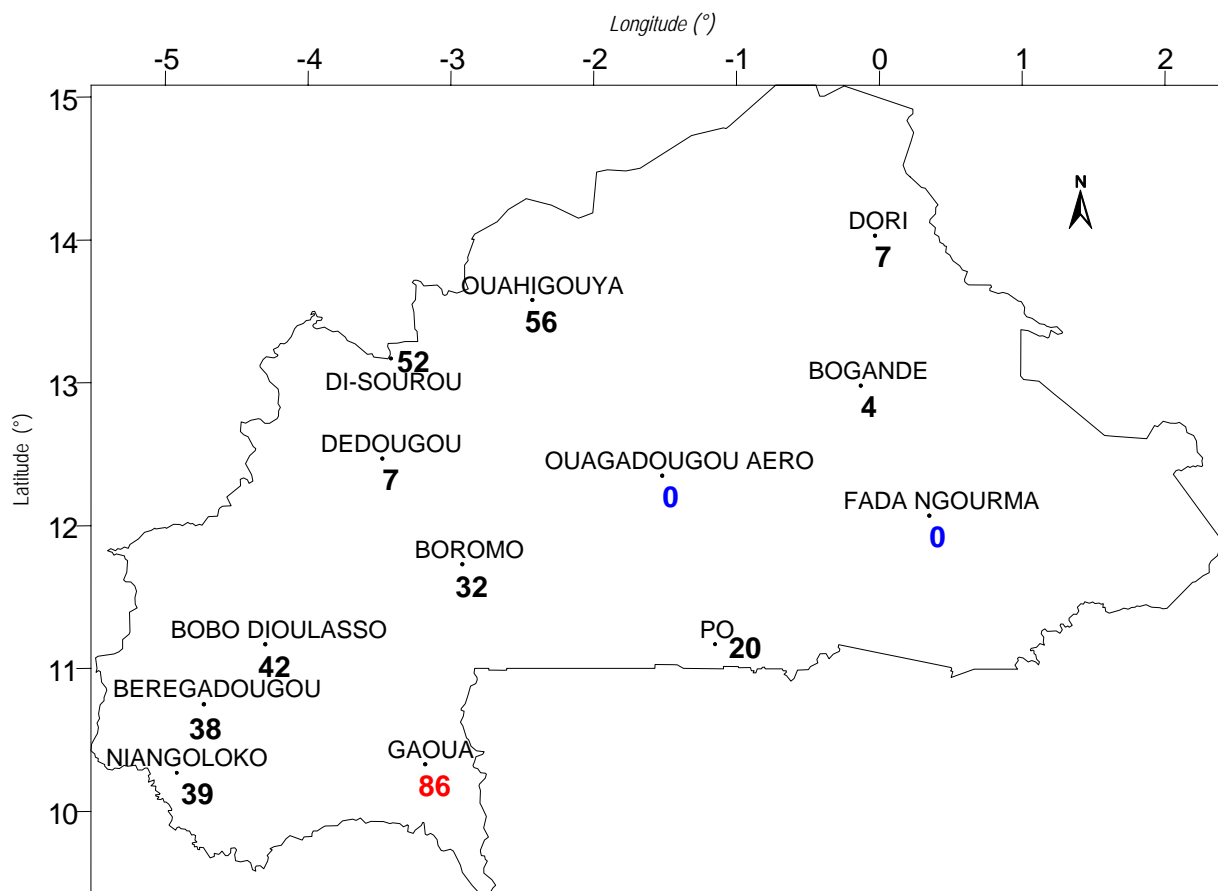 Longitude (°)
-5 -4 -3 -2 -1 0 1 2
15
N
DORI
7
14
OUAHIGOUYA
56
52
DI-SOUROU
BOGANDE
4
13
DEDOUGOU
7
OUAGADOUGOU AERO
0
FADA NGOURMA
0
Latitude (°)
12
BOROMO
32
BOBO DIOULASSO
42
PO
20
11
BEREGADOUGOU
38
NIANGOLOKO
39
GAOUA
86
10